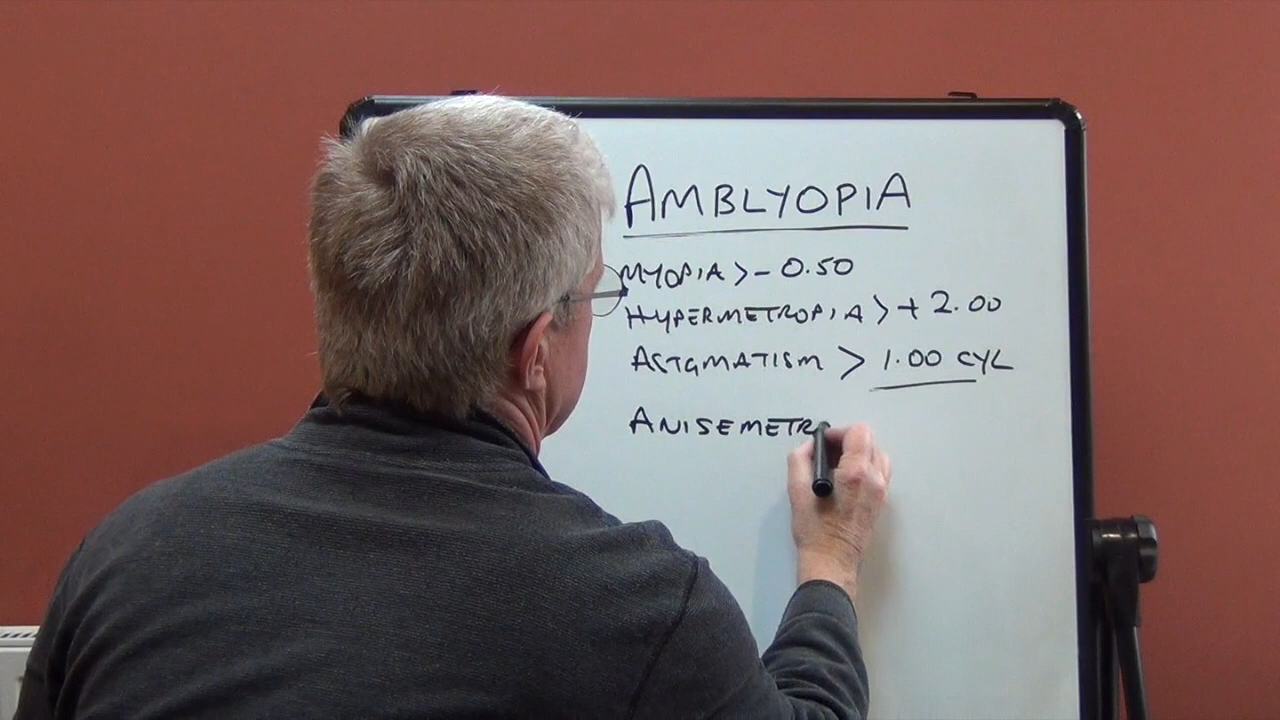 AMBLYOPIA
MYOPIA > - 0.50
HYPERMETROPIA > + 2.00
ASTGMATISM > 1.00 CYL
ANISEMETR